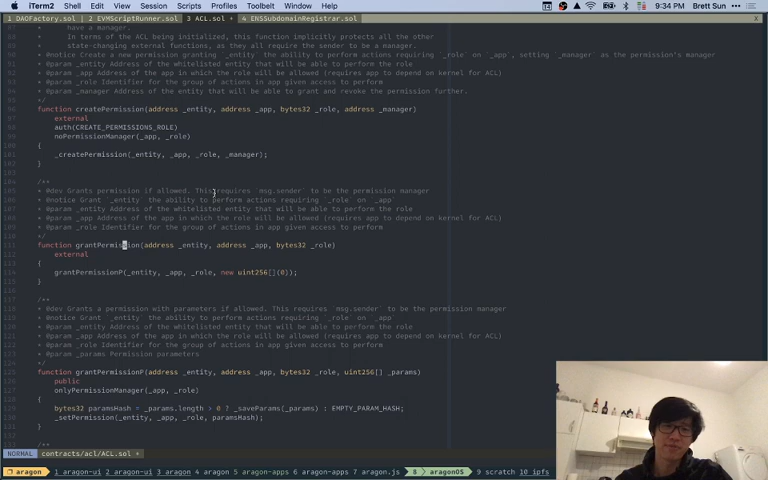 iTerm2 Shell Edit View Session Scripts Profiles Toolbelt Window Help 9:34 PM Brett Sun
1 DAOFactory.sol | 2 EVMScriptRunner.sol | 3 ACL.sol + 4 ENSSubdomainRegistrar.sol X
have a manager.
In terms of the ACL being initialized, this function implicitly protects all the other
state-changing external functions, as they all require the sender to be a manager.
* @notice Create a new permission granting `_entity` the ability to perform actions requiring `_role` on `_app`, setting `_manager` as the permission's manager
* @param _entity Address of the whitelisted entity that will be able to perform the role
* @param _app Address of the app in which the role will be allowed (requires app to depend on kernel for ACL)
* @param _role Identifier for the group of actions in app given access to perform
* @param _manager Address of the entity that will be able to grant and revoke the permission further.
*/
function createPermission(address _entity, address _app, bytes32 _role, address _manager)
external
auth(CREATE_PERMISSIONS_ROLE)
noPermissionManager(_app, _role)
{
_createPermission(_entity, _app, _role, _manager);
}
/**
* @dev Grants permission if allowed. This requires `msg.sender` to be the permission manager
* @notice Grant `_entity` the ability to perform actions requiring `_role` on `_app`
* @param _entity Address of the whitelisted entity that will be able to perform the role
* @param _app Address of the app in which the role will be allowed (requires app to depend on kernel for ACL)
* @param _role Identifier for the group of actions in app given access to perform
*/
function grantPermission(address _entity, address _app, bytes32 _role)
external
{
grantPermissionP(_entity, _app, _role, new uint256[](0));
}
/**
* @dev Grants a permission with parameters if allowed. This requires `msg.sender` to be the permission manager
* @notice Grant `_entity` the ability to perform actions requiring `_role` on `_app`
* @param _entity Address of the whitelisted entity that will be able to perform the role
* @param _app Address of the app in which the role will be allowed (requires app to depend on kernel for ACL)
* @param _role Identifier for the group of actions in app given access to perform
* @param _params Permission parameters
*/
function grantPermissionP(address _entity, address _app, bytes32 _role, uint256[] _params)
public
onlyPermissionManager(_app, _role)
{
bytes32 paramsHash = _params.length > 0 ? _saveParams(_params) : EMPTY_PARAM_HASH;
_setPermission(_entity, _app, _role, paramsHash);
}
/**
NORMAL contracts/acl/ACL.sol +
aragon 1 aragon-ui 2 aragon-ui 3 aragon 4 aragon 5 aragon-apps 6 aragon-apps 7 aragon.js 8 aragonOS 9 scratch 10 ipfs